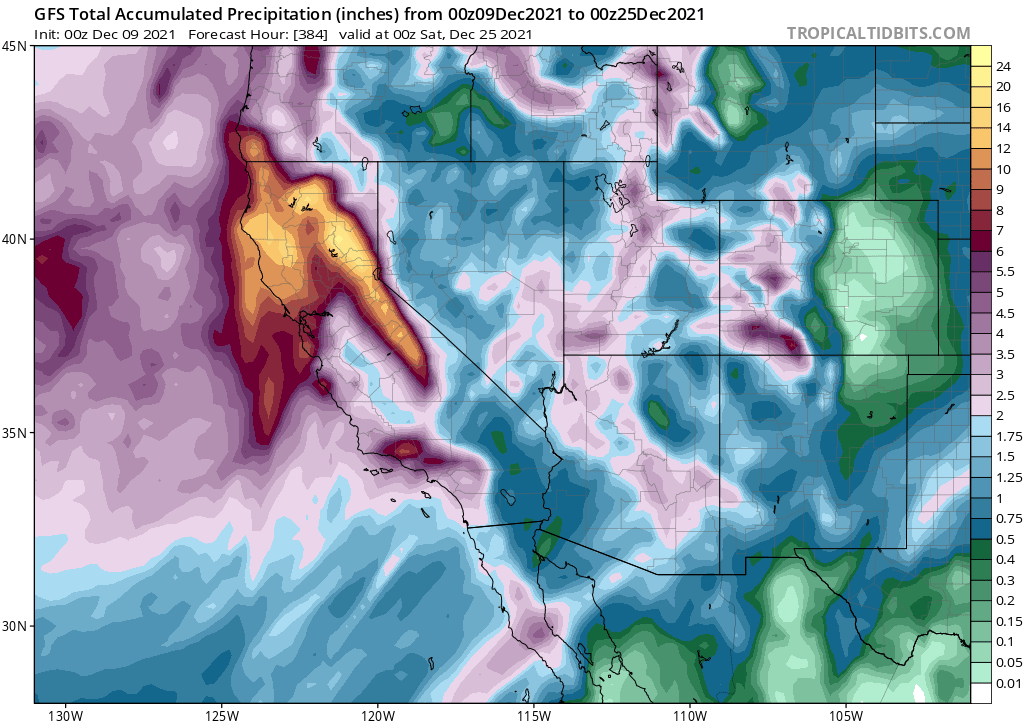 GFS Total Accumulated Precipitation (inches) from 00z09Dec2021 to 00z25Dec2021
Init: 00z Dec 09 2021 Forecast Hour: [384] valid at 00z Sat, Dec 25 2021
TROPICALTIDBITS.COM
45N
40N
35N
30N
130W
125W
120W
115W
110W
105W
24
20
16
14
12
10
9
8
7
6
5.5
5
4.5
4
3.5
3
2.5
2
1.75
1.5
1.25
1
0.75
0.5
0.4
0.3
0.2
0.15
0.1
0.05
0.01